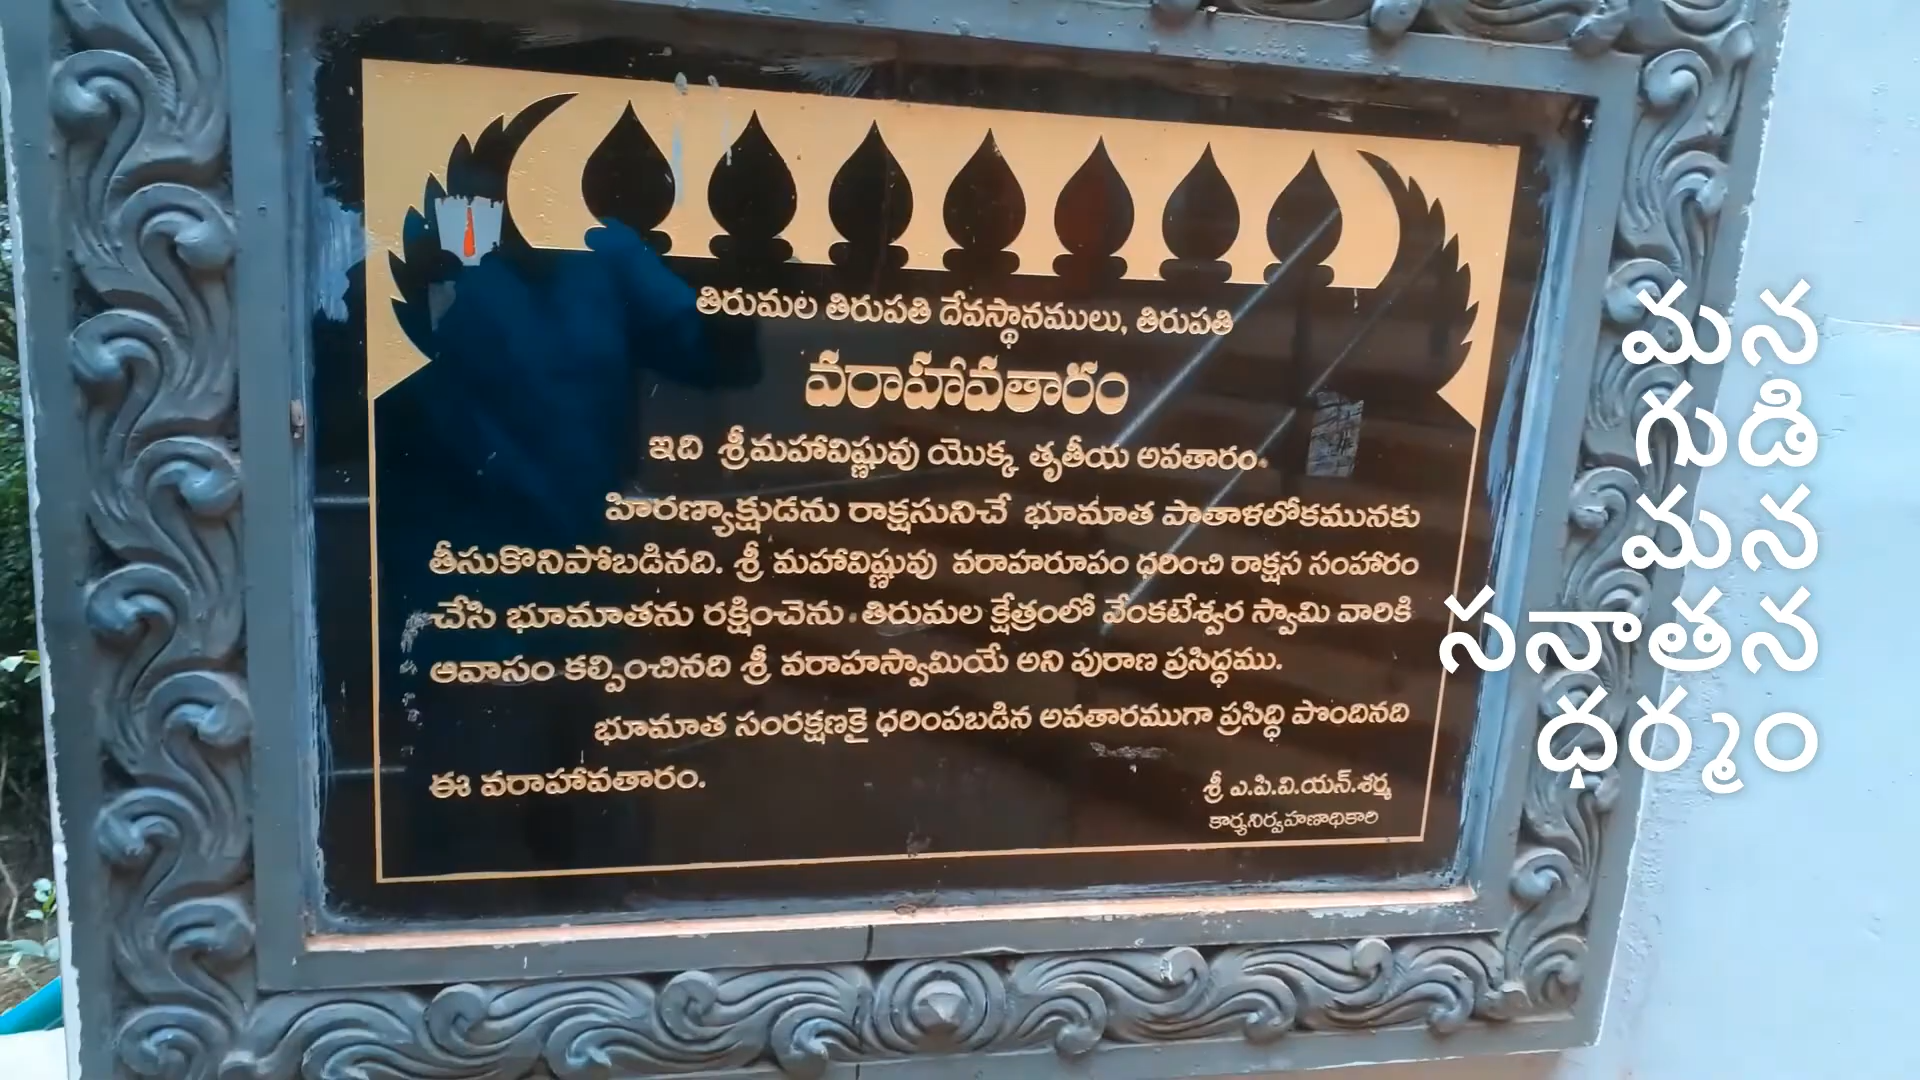 తిరుమల తిరుపతి దేవస్థానములు, తిరుపతి
వరాహావతారం
ఇది శ్రీమహావిష్ణువు యొక్క తృతీయ అవతారం.
హిరణ్యాక్షుడను రాక్షసునిచే భూమాత పాతాళలోకమునకు
తీసుకొనిపోబడినది. శ్రీ మహావిష్ణువు వరాహరూపం ధరించి రాక్షస సంహారం
చేసి భూమాతను రక్షించెను. తిరుమల క్షేత్రంలో వేంకటేశ్వర స్వామి వారికి
ఆవాసం కల్పించినది శ్రీ వరాహస్వామియే అని పురాణ ప్రసిద్ధము.
భూమాత సంరక్షణకై ధరింపబడిన అవతారముగా ప్రసిద్ధి పొందినది
ఈ వరాహావతారం.
శ్రీ ఎ.పి.వి.యన్.శర్మ
కార్యనిర్వహణాధికారి
మన
గుడి
మన
సనాతన
ధర్మం